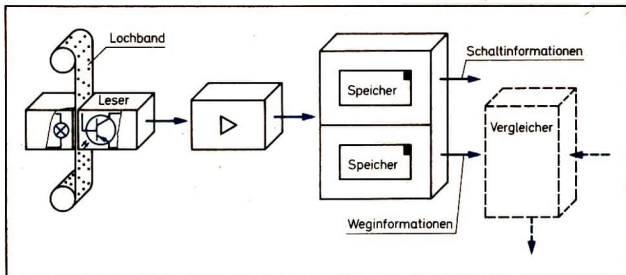 Lochband
Leser
Speicher
Speicher
Schaltinformationen
Vergleicher
Weginformationen